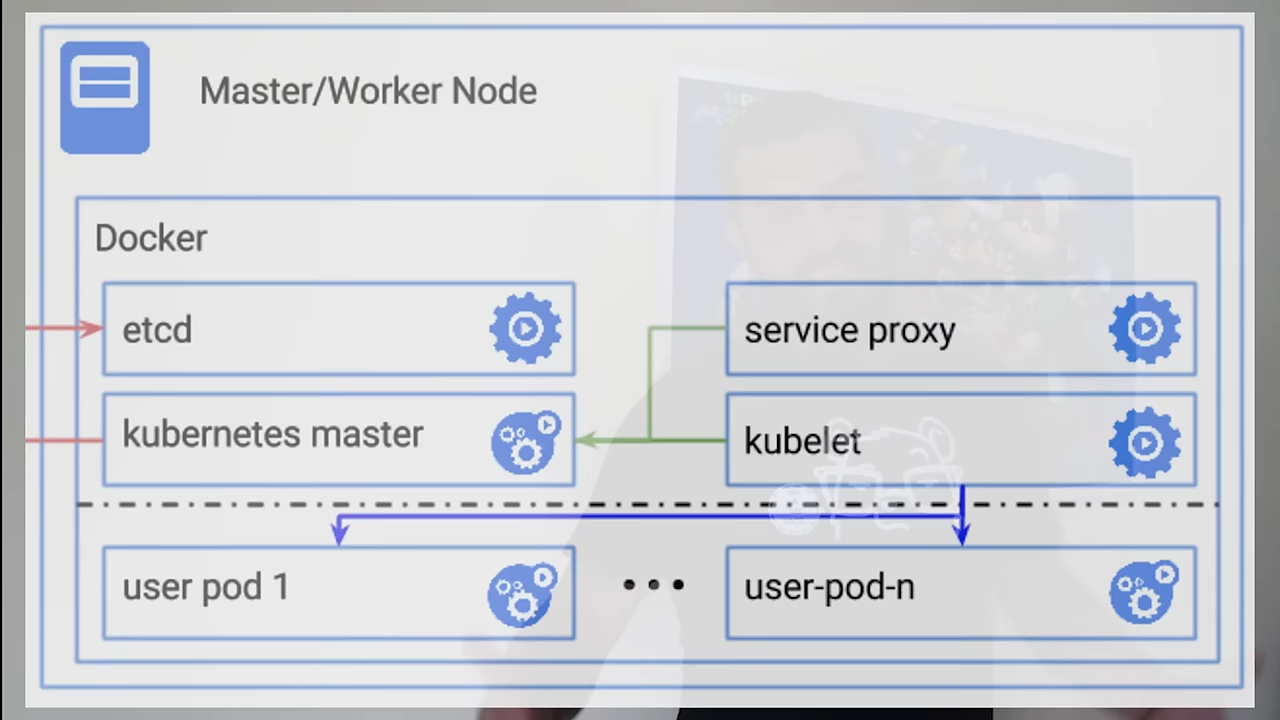 Master/Worker Node
Docker
etcd
service proxy
kubernetes master
kubelet
user pod 1
user-pod-n